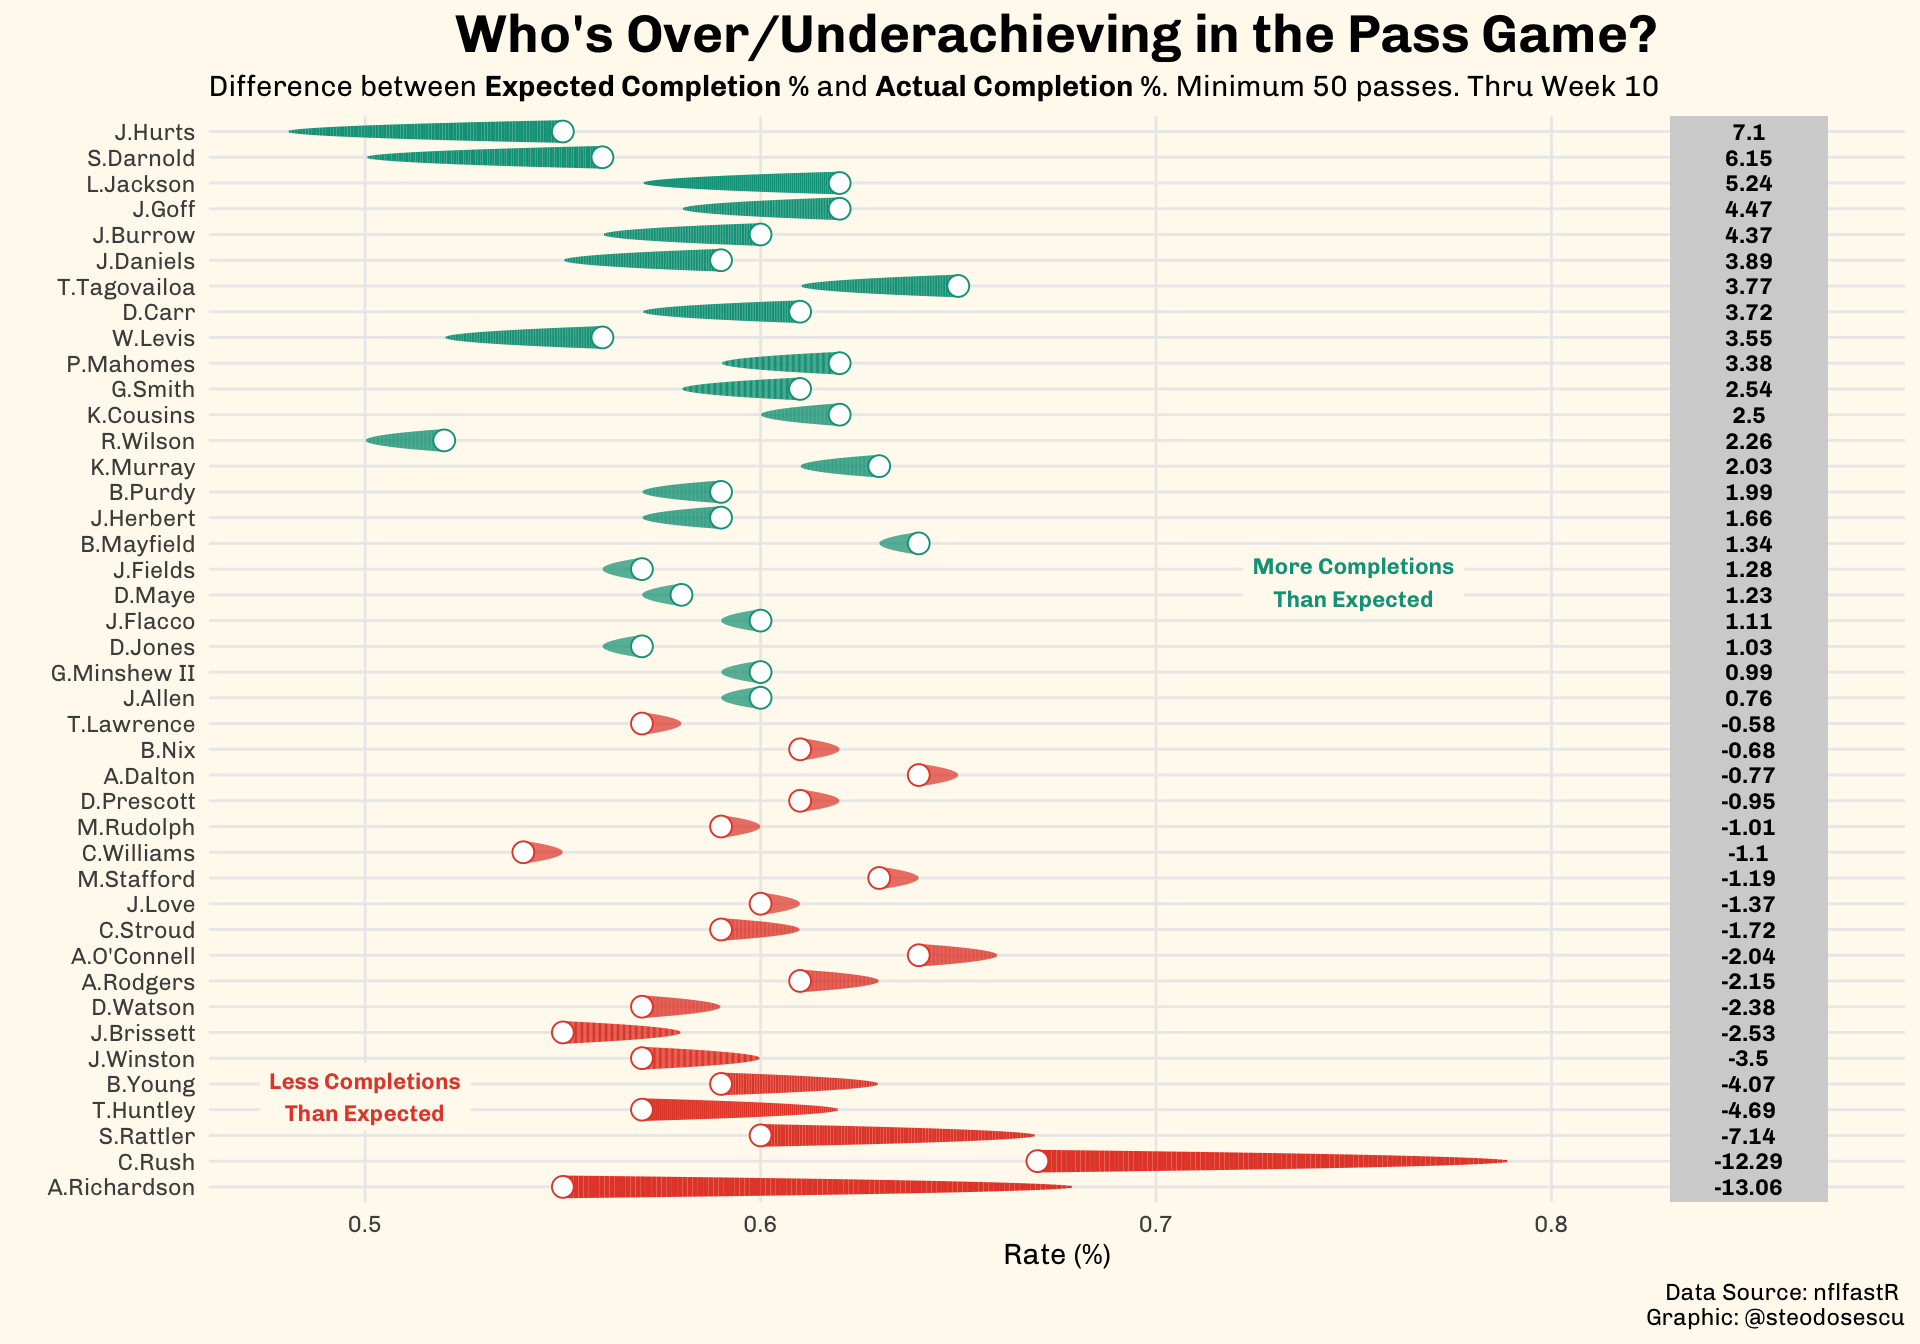 Who's Over/Underachieving in the Pass Game?
Difference between Expected Completion % and Actual Completion %. Minimum 50 passes. Thru Week 10
J.Hurts 7.1
S.Darnold 6.15
L.Jackson 5.24
J.Goff 4.47
J.Burrow 4.37
J.Daniels 3.89
T.Tagovailoa 3.77
D.Carr 3.72
W.Levis 3.55
P.Mahomes 3.38
G.Smith 2.54
K.Cousins 2.5
R.Wilson 2.26
K.Murray 2.03
B.Purdy 1.99
J.Herbert 1.66
B.Mayfield 1.34
J.Fields 1.28
D.Maye 1.23
J.Flacco 1.11
D.Jones 1.03
G.Minshew II 0.99
J.Allen 0.76
T.Lawrence -0.58
B.Nix -0.68
A.Dalton -0.77
D.Prescott -0.95
M.Rudolph -1.01
C.Williams -1.1
M.Stafford -1.19
J.Love -1.37
C.Stroud -1.72
A.O'Connell -2.04
A.Rodgers -2.15
D.Watson -2.38
J.Brissett -2.53
J.Winston -3.5
B.Young -4.07
T.Huntley -4.69
S.Rattler -7.14
C.Rush -12.29
A.Richardson -13.06
More Completions
Than Expected
Less Completions
Than Expected
0.5 0.6 0.7 0.8
Rate (%)
Data Source: nflfastR
Graphic: @steodosescu